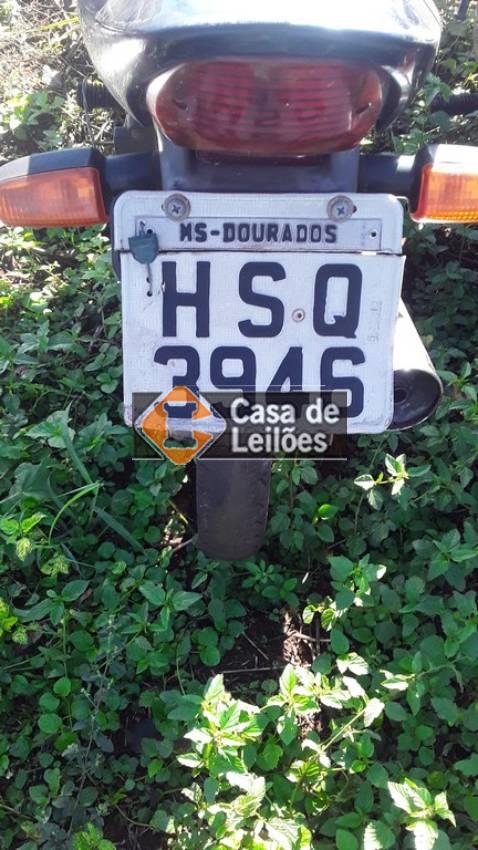 MS-DOURADOS
HSQ
3946
Casa de
Leilões